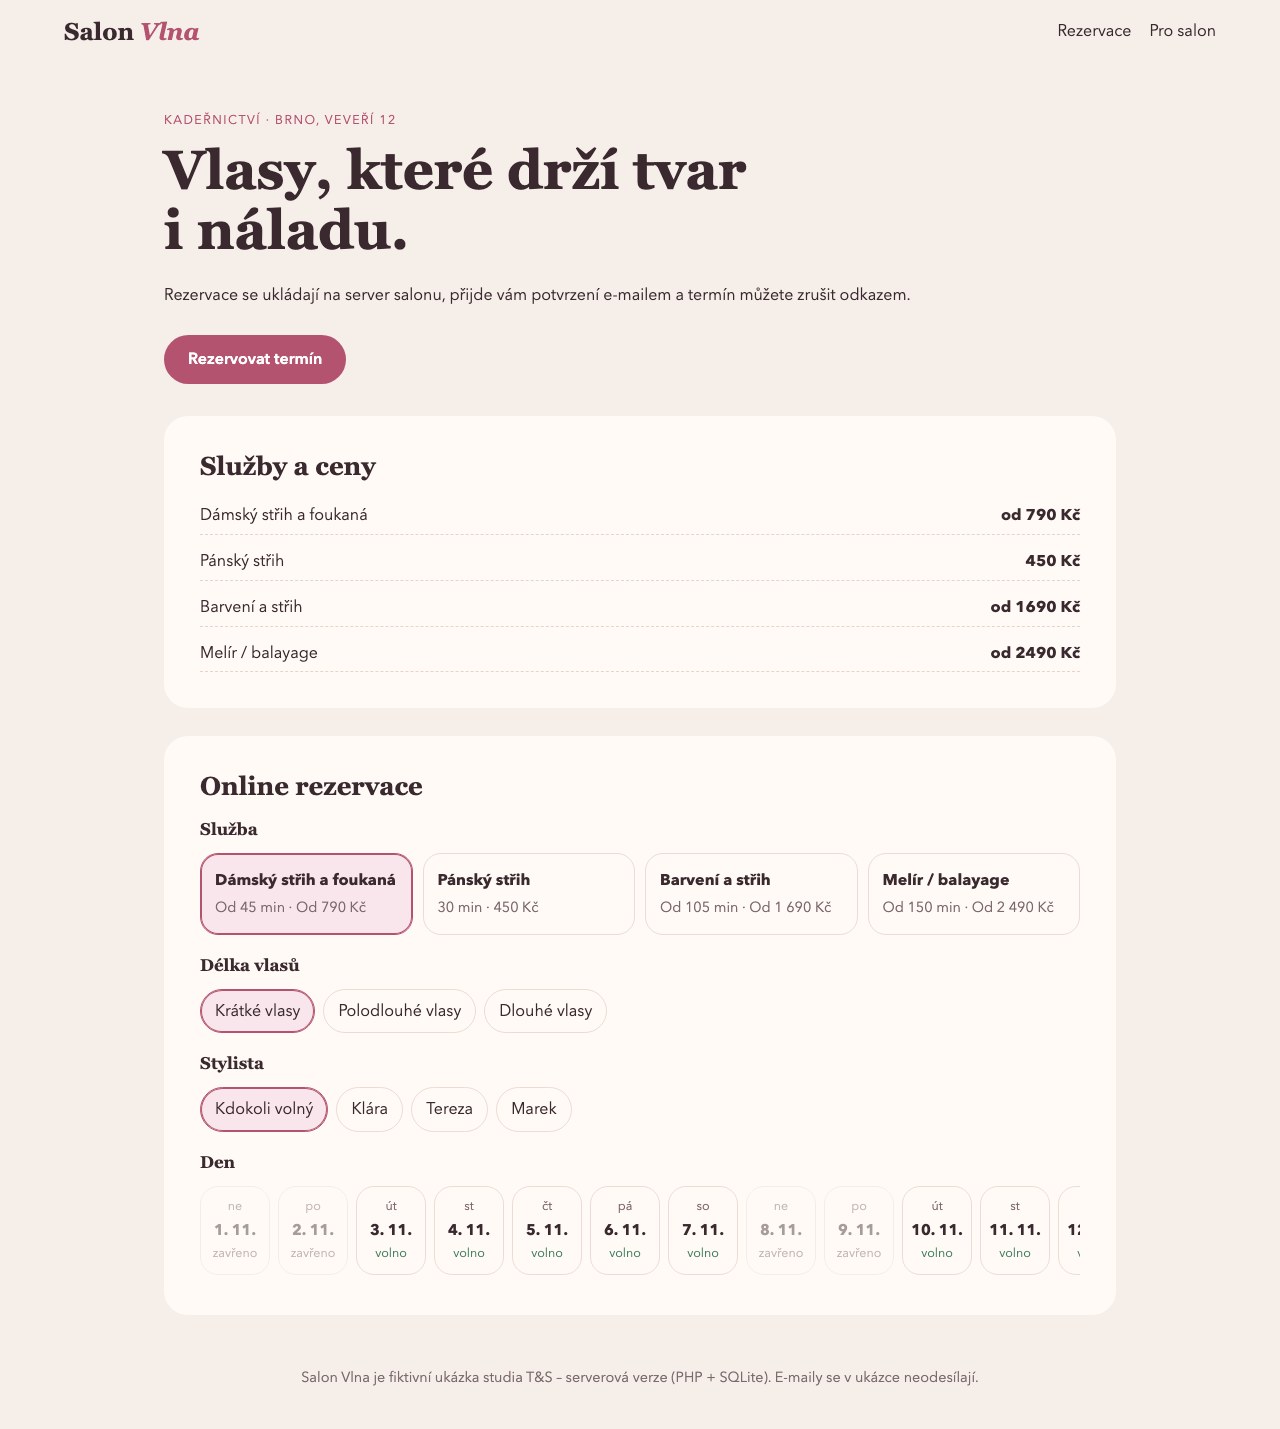 Salon Vlna
Rezervace Pro salon
KADEŘNICTVÍ · BRNO, VEVEŘÍ 12
Vlasy, které drží tvar
i náladu.
Rezervace se ukládají na server salonu, přijde vám potvrzení e-mailem a termín můžete zrušit odkazem.
Rezervovat termín
Služby a ceny
Dámský střih a foukaná od 790 Kč
Pánský střih 450 Kč
Barvení a střih od 1690 Kč
Melír / balayage od 2490 Kč
Online rezervace
Služba
Dámský střih a foukaná Pánský střih Barvení a střih Melír / balayage
Od 45 min · Od 790 Kč 30 min · 450 Kč Od 105 min · Od 1 690 Kč Od 150 min · Od 2 490 Kč
Délka vlasů
Krátké vlasy Polodlouhé vlasy Dlouhé vlasy
Stylista
Kdokoli volný Klára Tereza Marek
Den
ne po út st čt pá so ne po út st
1. 11. 2. 11. 3. 11. 4. 11. 5. 11. 6. 11. 7. 11. 8. 11. 9. 11. 10. 11. 11. 11.
zavřeno zavřeno volno volno volno volno volno zavřeno zavřeno volno volno
Salon Vlna je fiktivní ukázka studia T&S – serverová verze (PHP + SQLite). E-maily se v ukázce neodesílají.